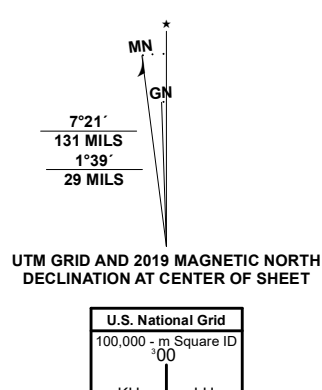 ★
MN
GN
7°21´
131 MILS
1°39´
29 MILS
UTM GRID AND 2019 MAGNETIC NORTH
DECLINATION AT CENTER OF SHEET
U.S. National Grid
100,000 - m Square ID
³00